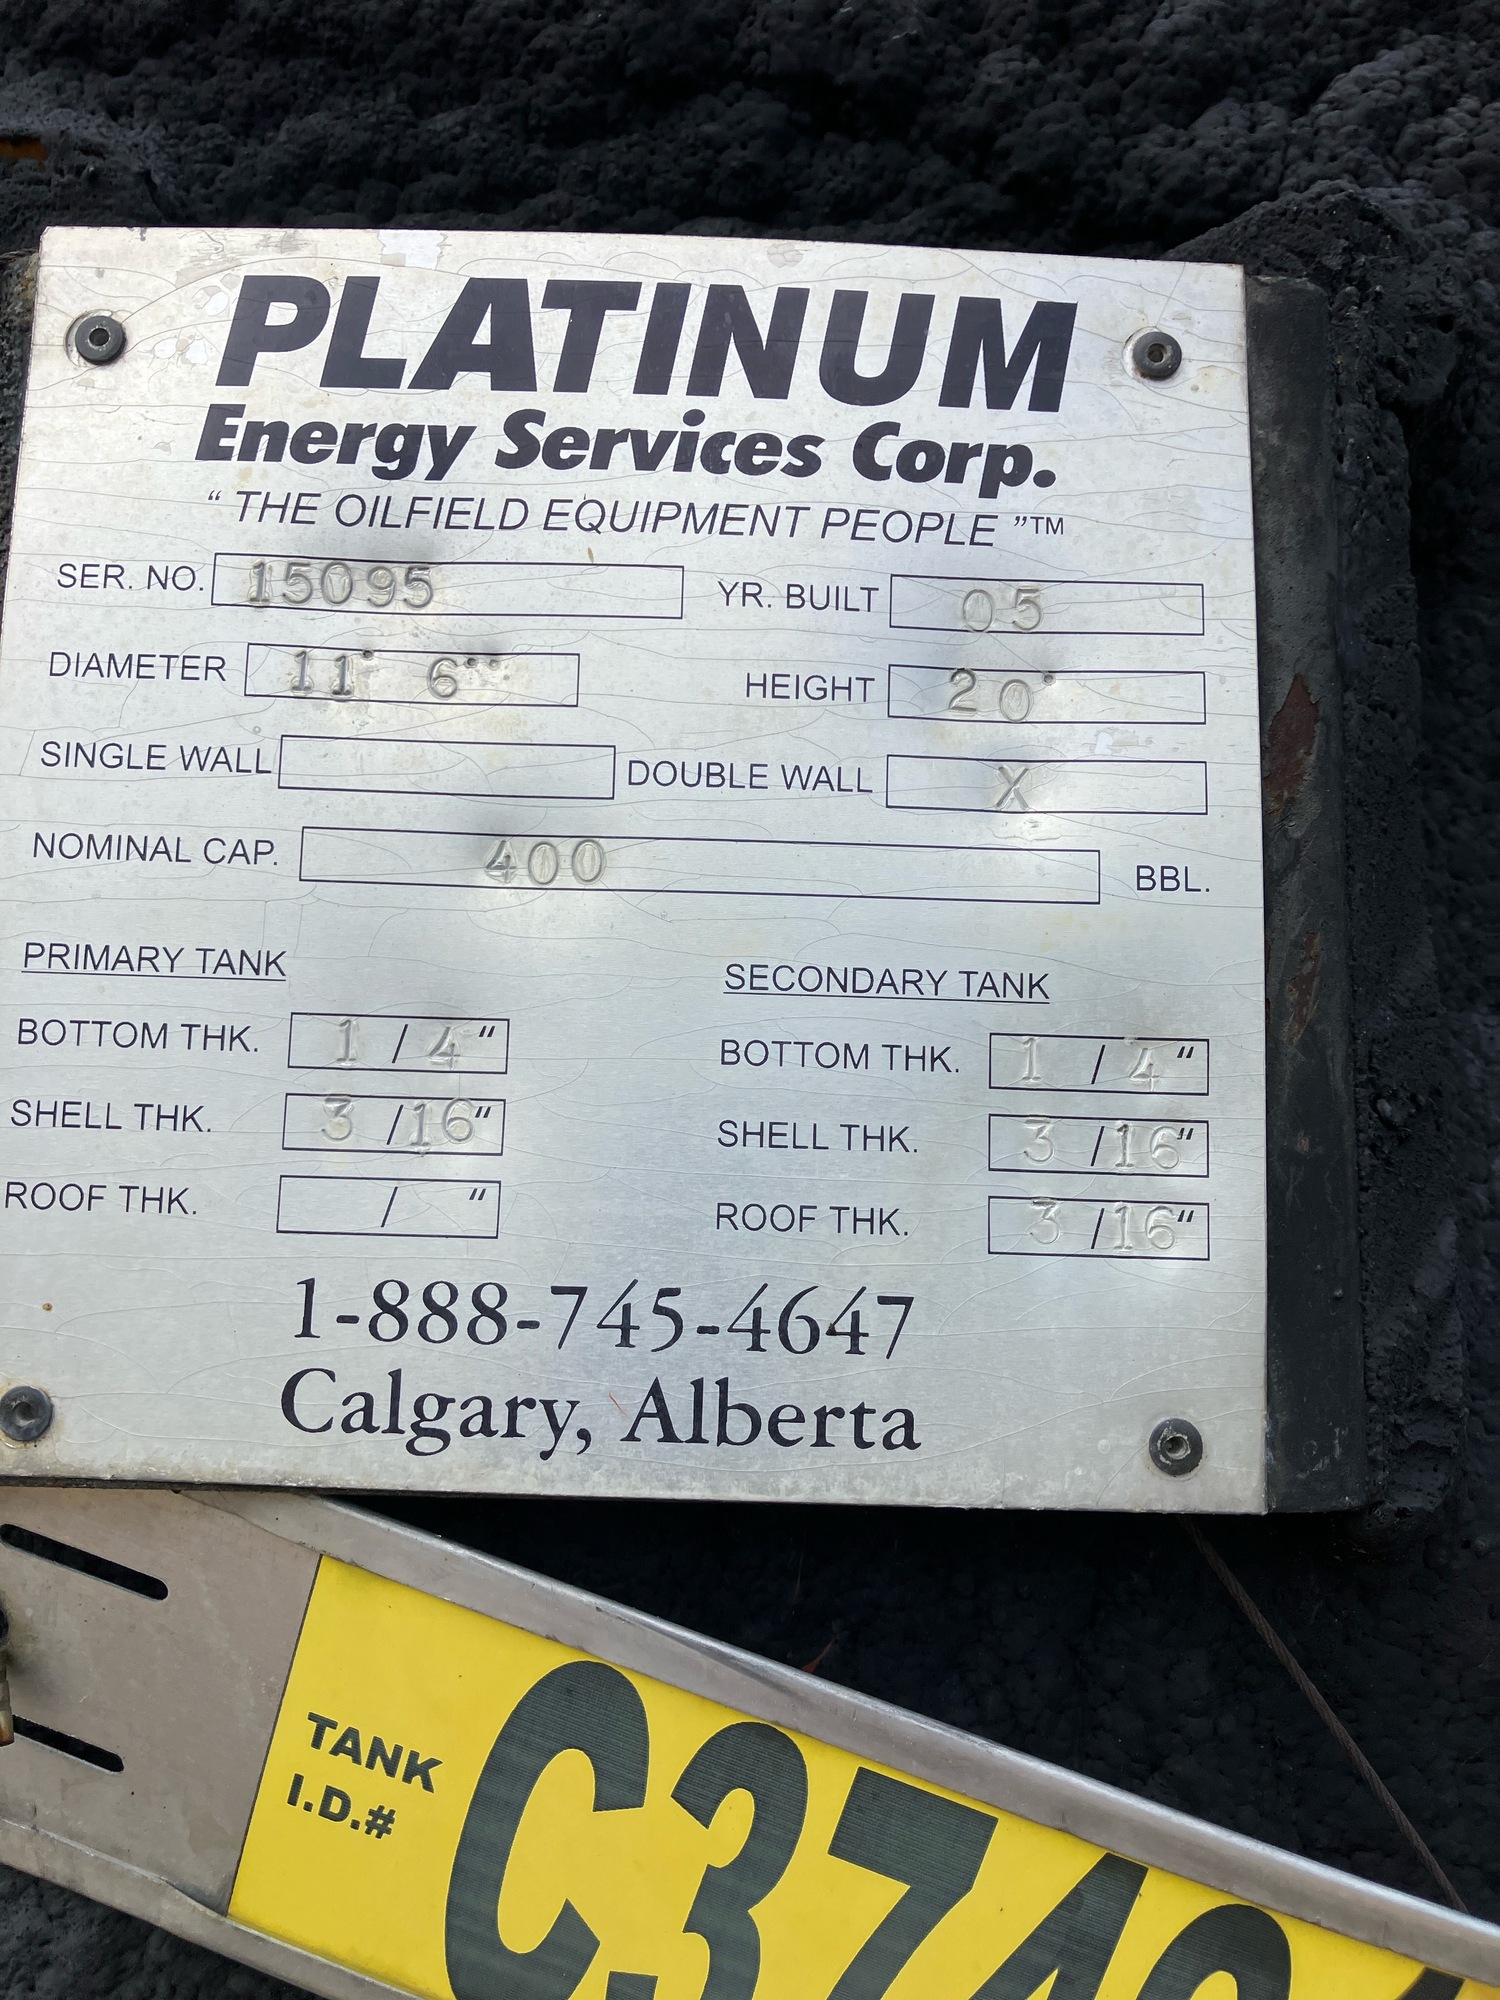 PLATINUM
Energy Services Corp.
" THE OILFIELD EQUIPMENT PEOPLE "™
SER. NO. 15095 YR. BUILT 05
DIAMETER 11' 6" HEIGHT 20'
SINGLE WALL DOUBLE WALL X
NOMINAL CAP. 400 BBL.
PRIMARY TANK SECONDARY TANK
BOTTOM THK. 1 / 4" BOTTOM THK. 1 / 4"
SHELL THK. 3 /16" SHELL THK. 3 /16"
ROOF THK. / " ROOF THK. 3 /16"
1-888-745-4647
Calgary, Alberta
TANK
I.D.#